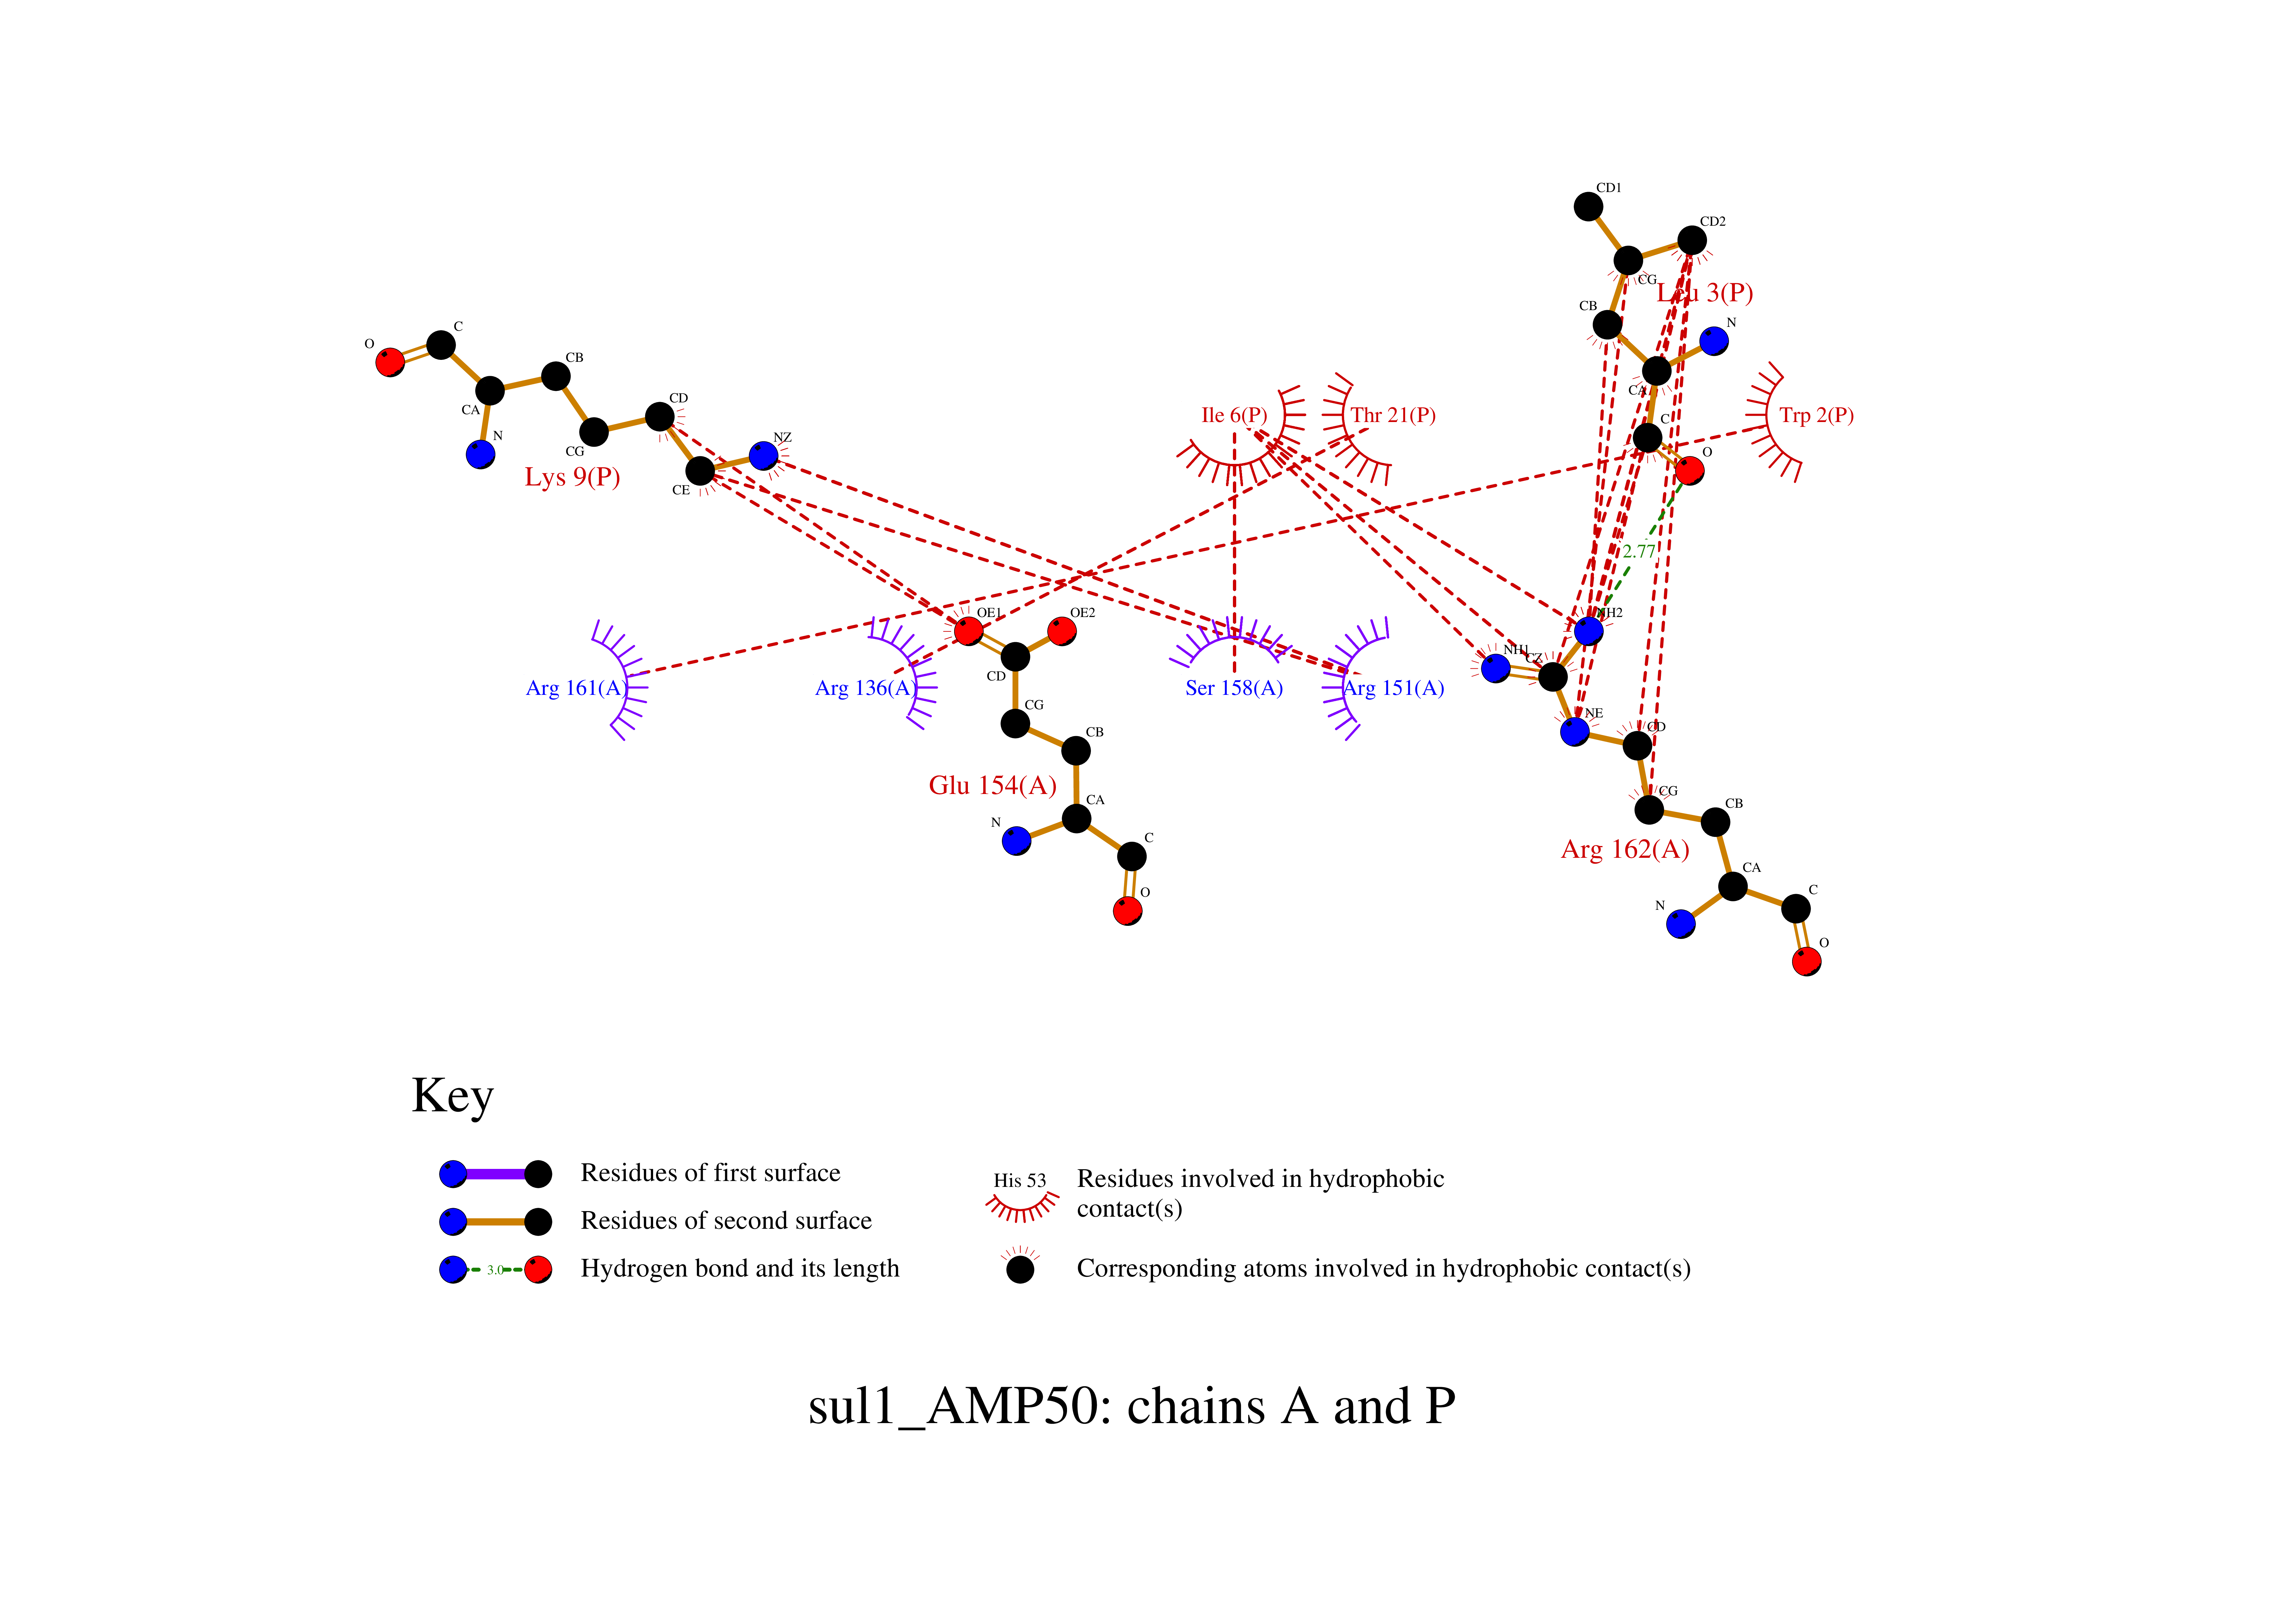 CD1
CD2
CG
Leu 3(P)
CB
N
CA
C
O
O
C
CB
CA
CD
N
CG
NZ
Lys 9(P)
CE
Ile 6(P)
Thr 21(P)
Trp 2(P)
2.77
OE1
OE2
NH2
NH1
CZ
CD
Arg 161(A)
Arg 136(A)
Ser 158(A)
Arg 151(A)
CG
NE
CB
CD
Glu 154(A)
CA
CG
CB
N
C
Arg 162(A)
CA
O
N
C
O
Key
Residues of first surface
Residues of second surface
3.0
Hydrogen bond and its length
His 53
Residues involved in hydrophobic
contact(s)
Corresponding atoms involved in hydrophobic contact(s)
sul1_AMP50: chains A and P